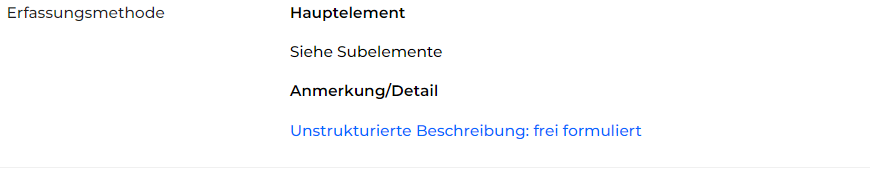 Erfassungsmethode
Hauptelement
Siehe Subelemente
Anmerkung/Detail
Unstrukturierte Beschreibung: frei formuliert